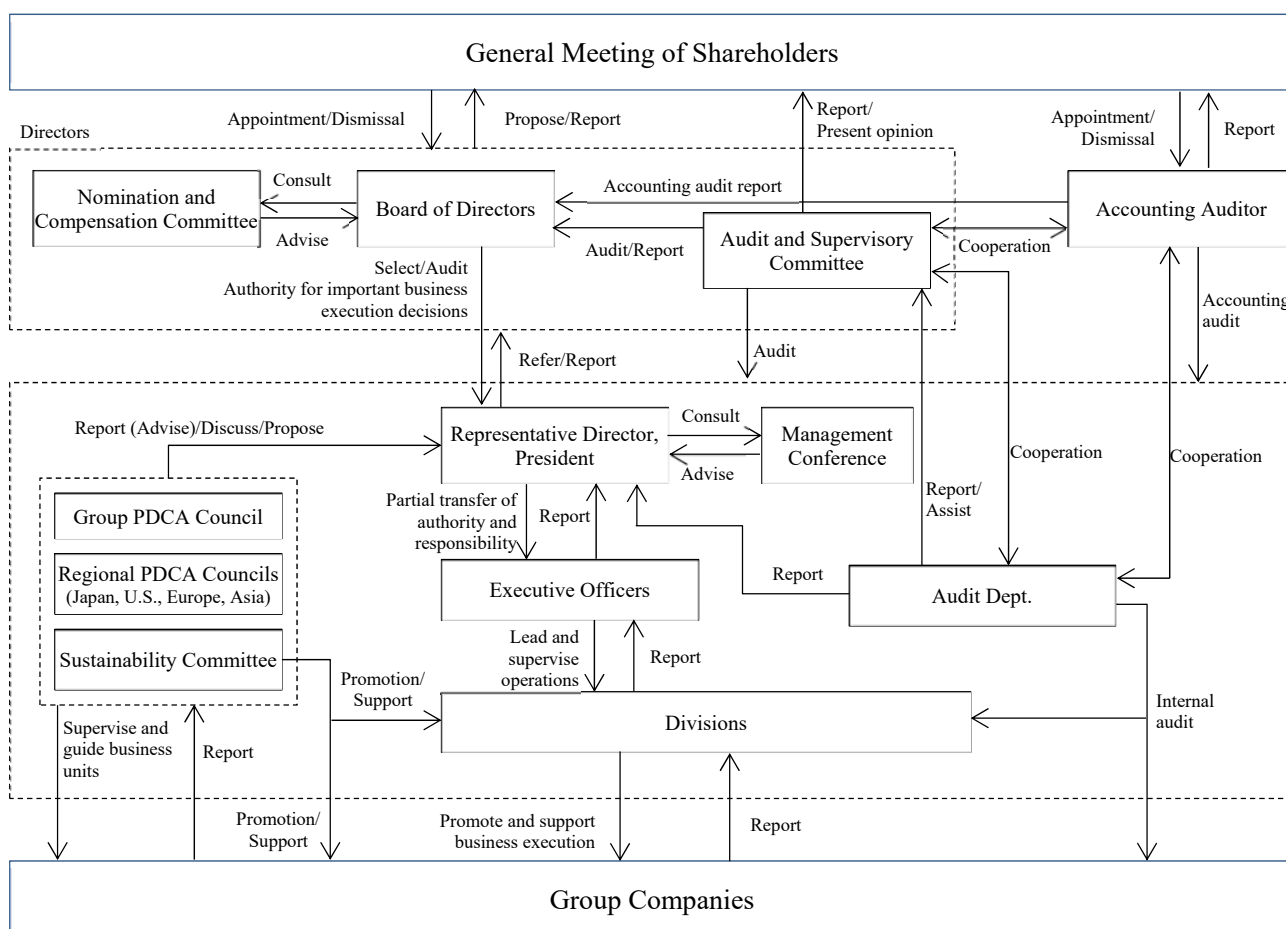 General Meeting of Shareholders
Appointment/Dismissal
Propose/Report
Report/
Present opinion
Appointment/
Dismissal
Report
Directors
Nomination and
Compensation Committee
Consult
Advise
Board of Directors
Accounting audit report
Audit/Report
Audit and Supervisory
Committee
Cooperation
Accounting Auditor
Select/Audit
Authority for important business
execution decisions
Accounting
audit
Refer/Report
Audit
Report (Advise)/Discuss/Propose
Representative Director,
President
Consult
Advise
Management
Conference
Cooperation
Cooperation
Group PDCA Council
Regional PDCA Councils
(Japan, U.S., Europe, Asia)
Sustainability Committee
Partial transfer of
authority and
responsibility
Report
Report/
Assist
Executive Officers
Report
Audit Dept.
Lead and
supervise
operations
Report
Promotion/
Support
Divisions
Internal
audit
Supervise and
guide business
units
Report
Promotion/
Support
Promote and support
business execution
Report
Group Companies